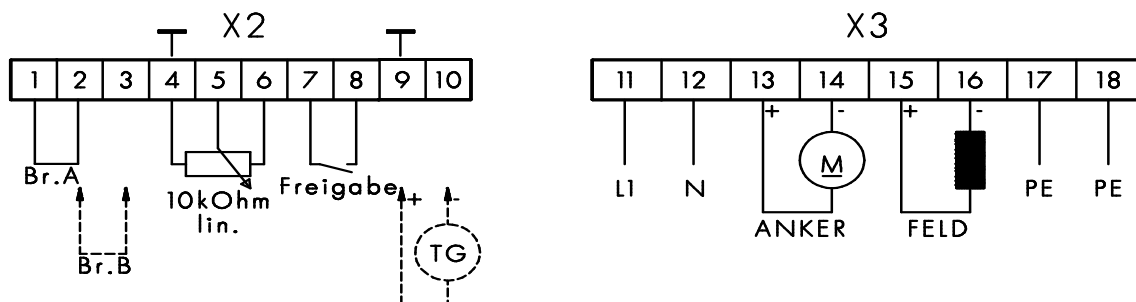 X2
X3
1 2 3 4 5 6 7 8 9 10
11 12 13 14 15 16 17 18
+ - + -
Br.A
10kOhm
lin.
Freigabe
+ -
M
L1 N PE PE
Br.B
TG
ANKER FELD